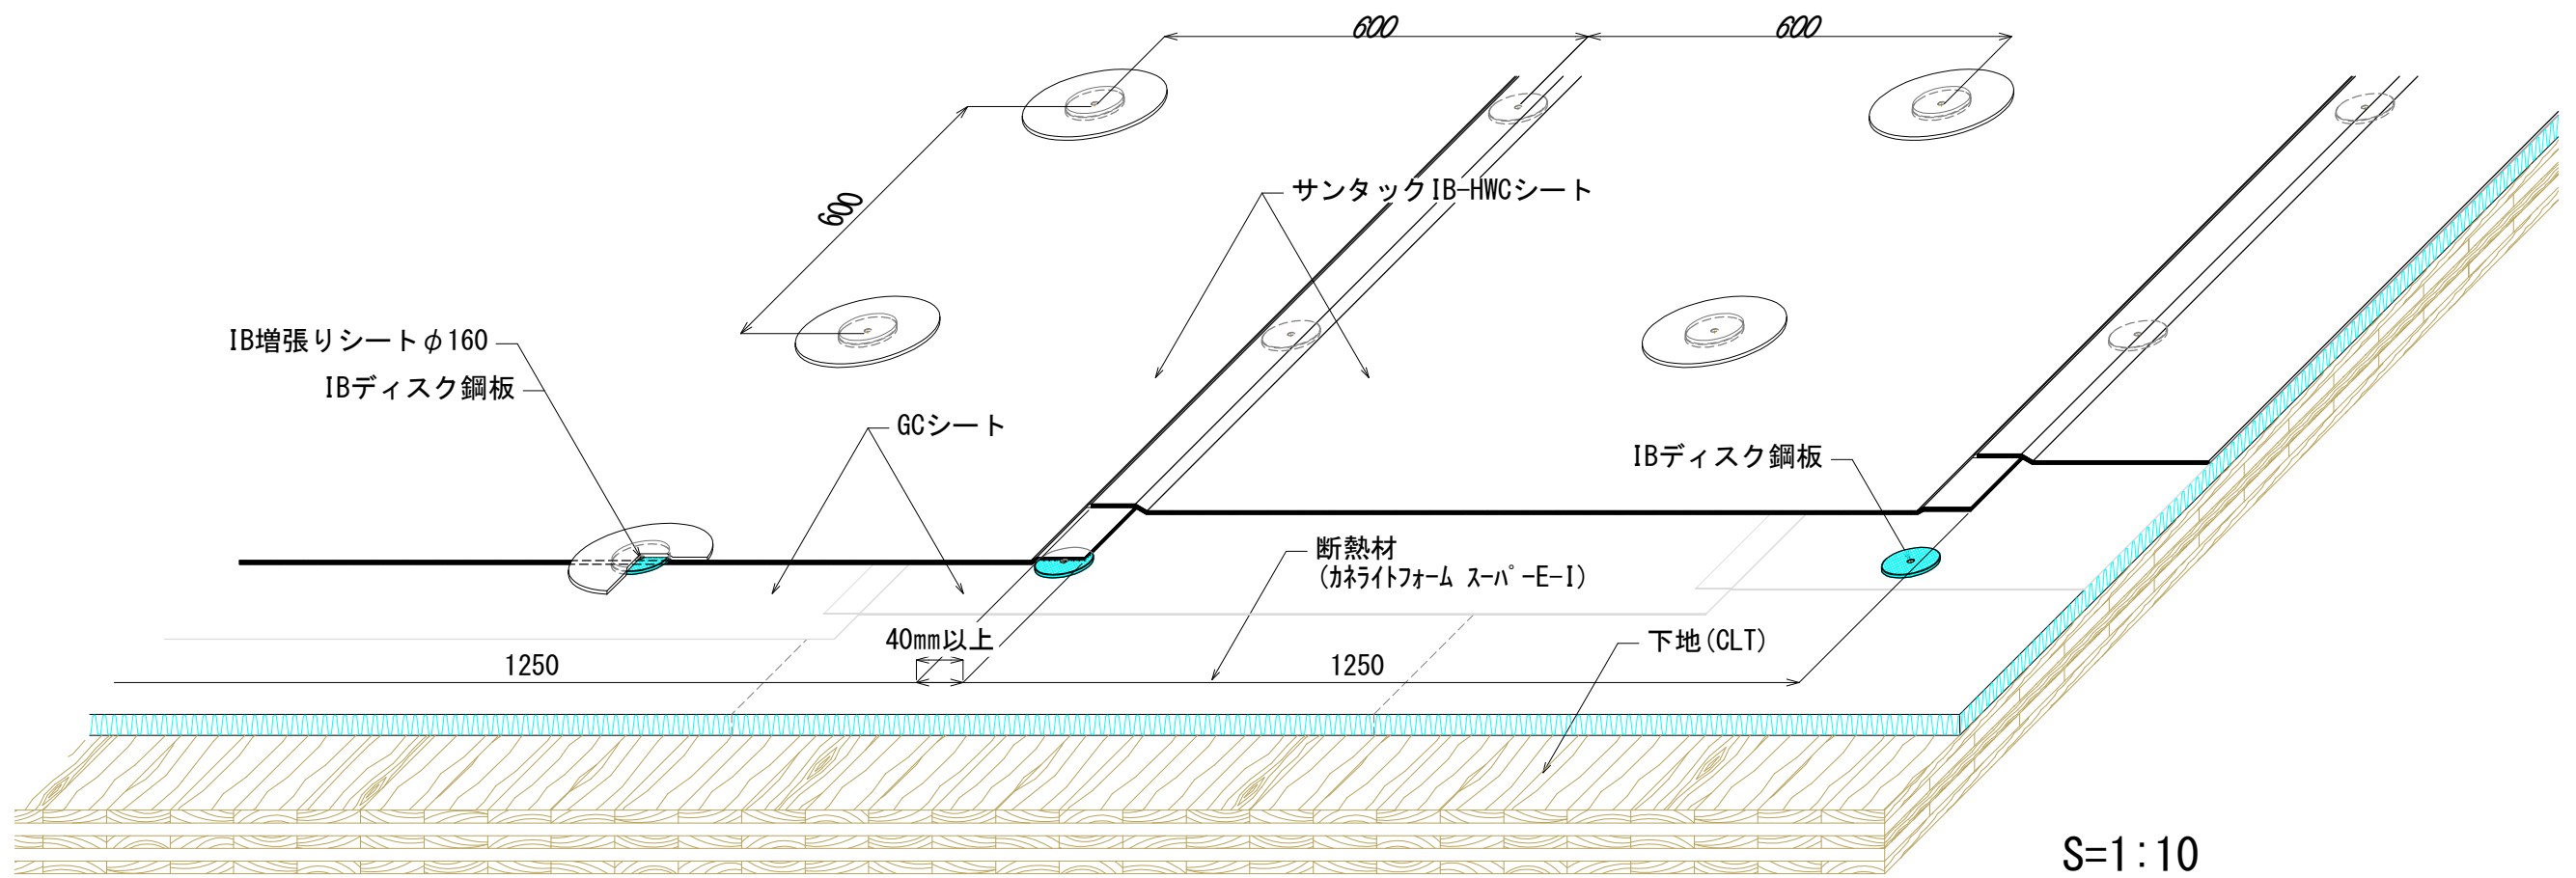 600
600
サンタックIB-HWCシート
600
IB増張りシートφ160
IBディスク鋼板
GCシート
IBディスク鋼板
断熱材
(ｶﾈﾗｲﾄﾌｫｰﾑ ｽｰﾊﾟｰE-I)
40mm以上
下地(CLT)
1250
1250
S=1:10